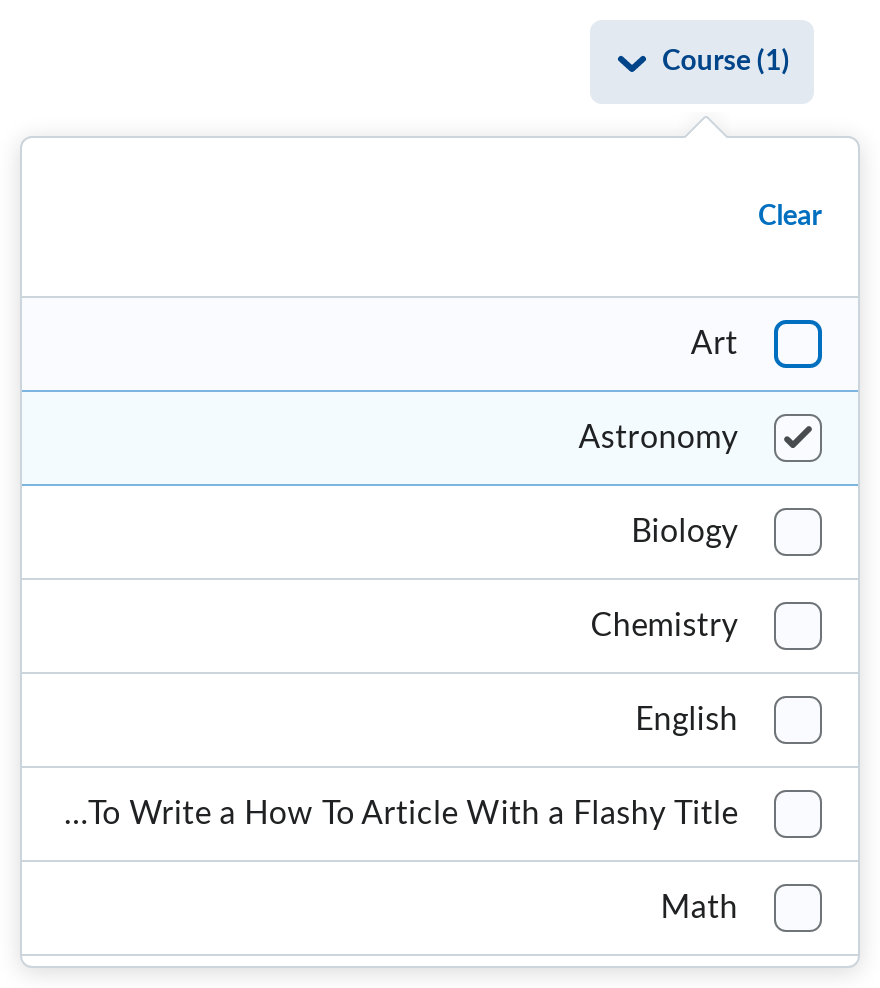 Course (1)
Clear
Art
Astronomy
Biology
Chemistry
English
...To Write a How To Article With a Flashy Title
Math